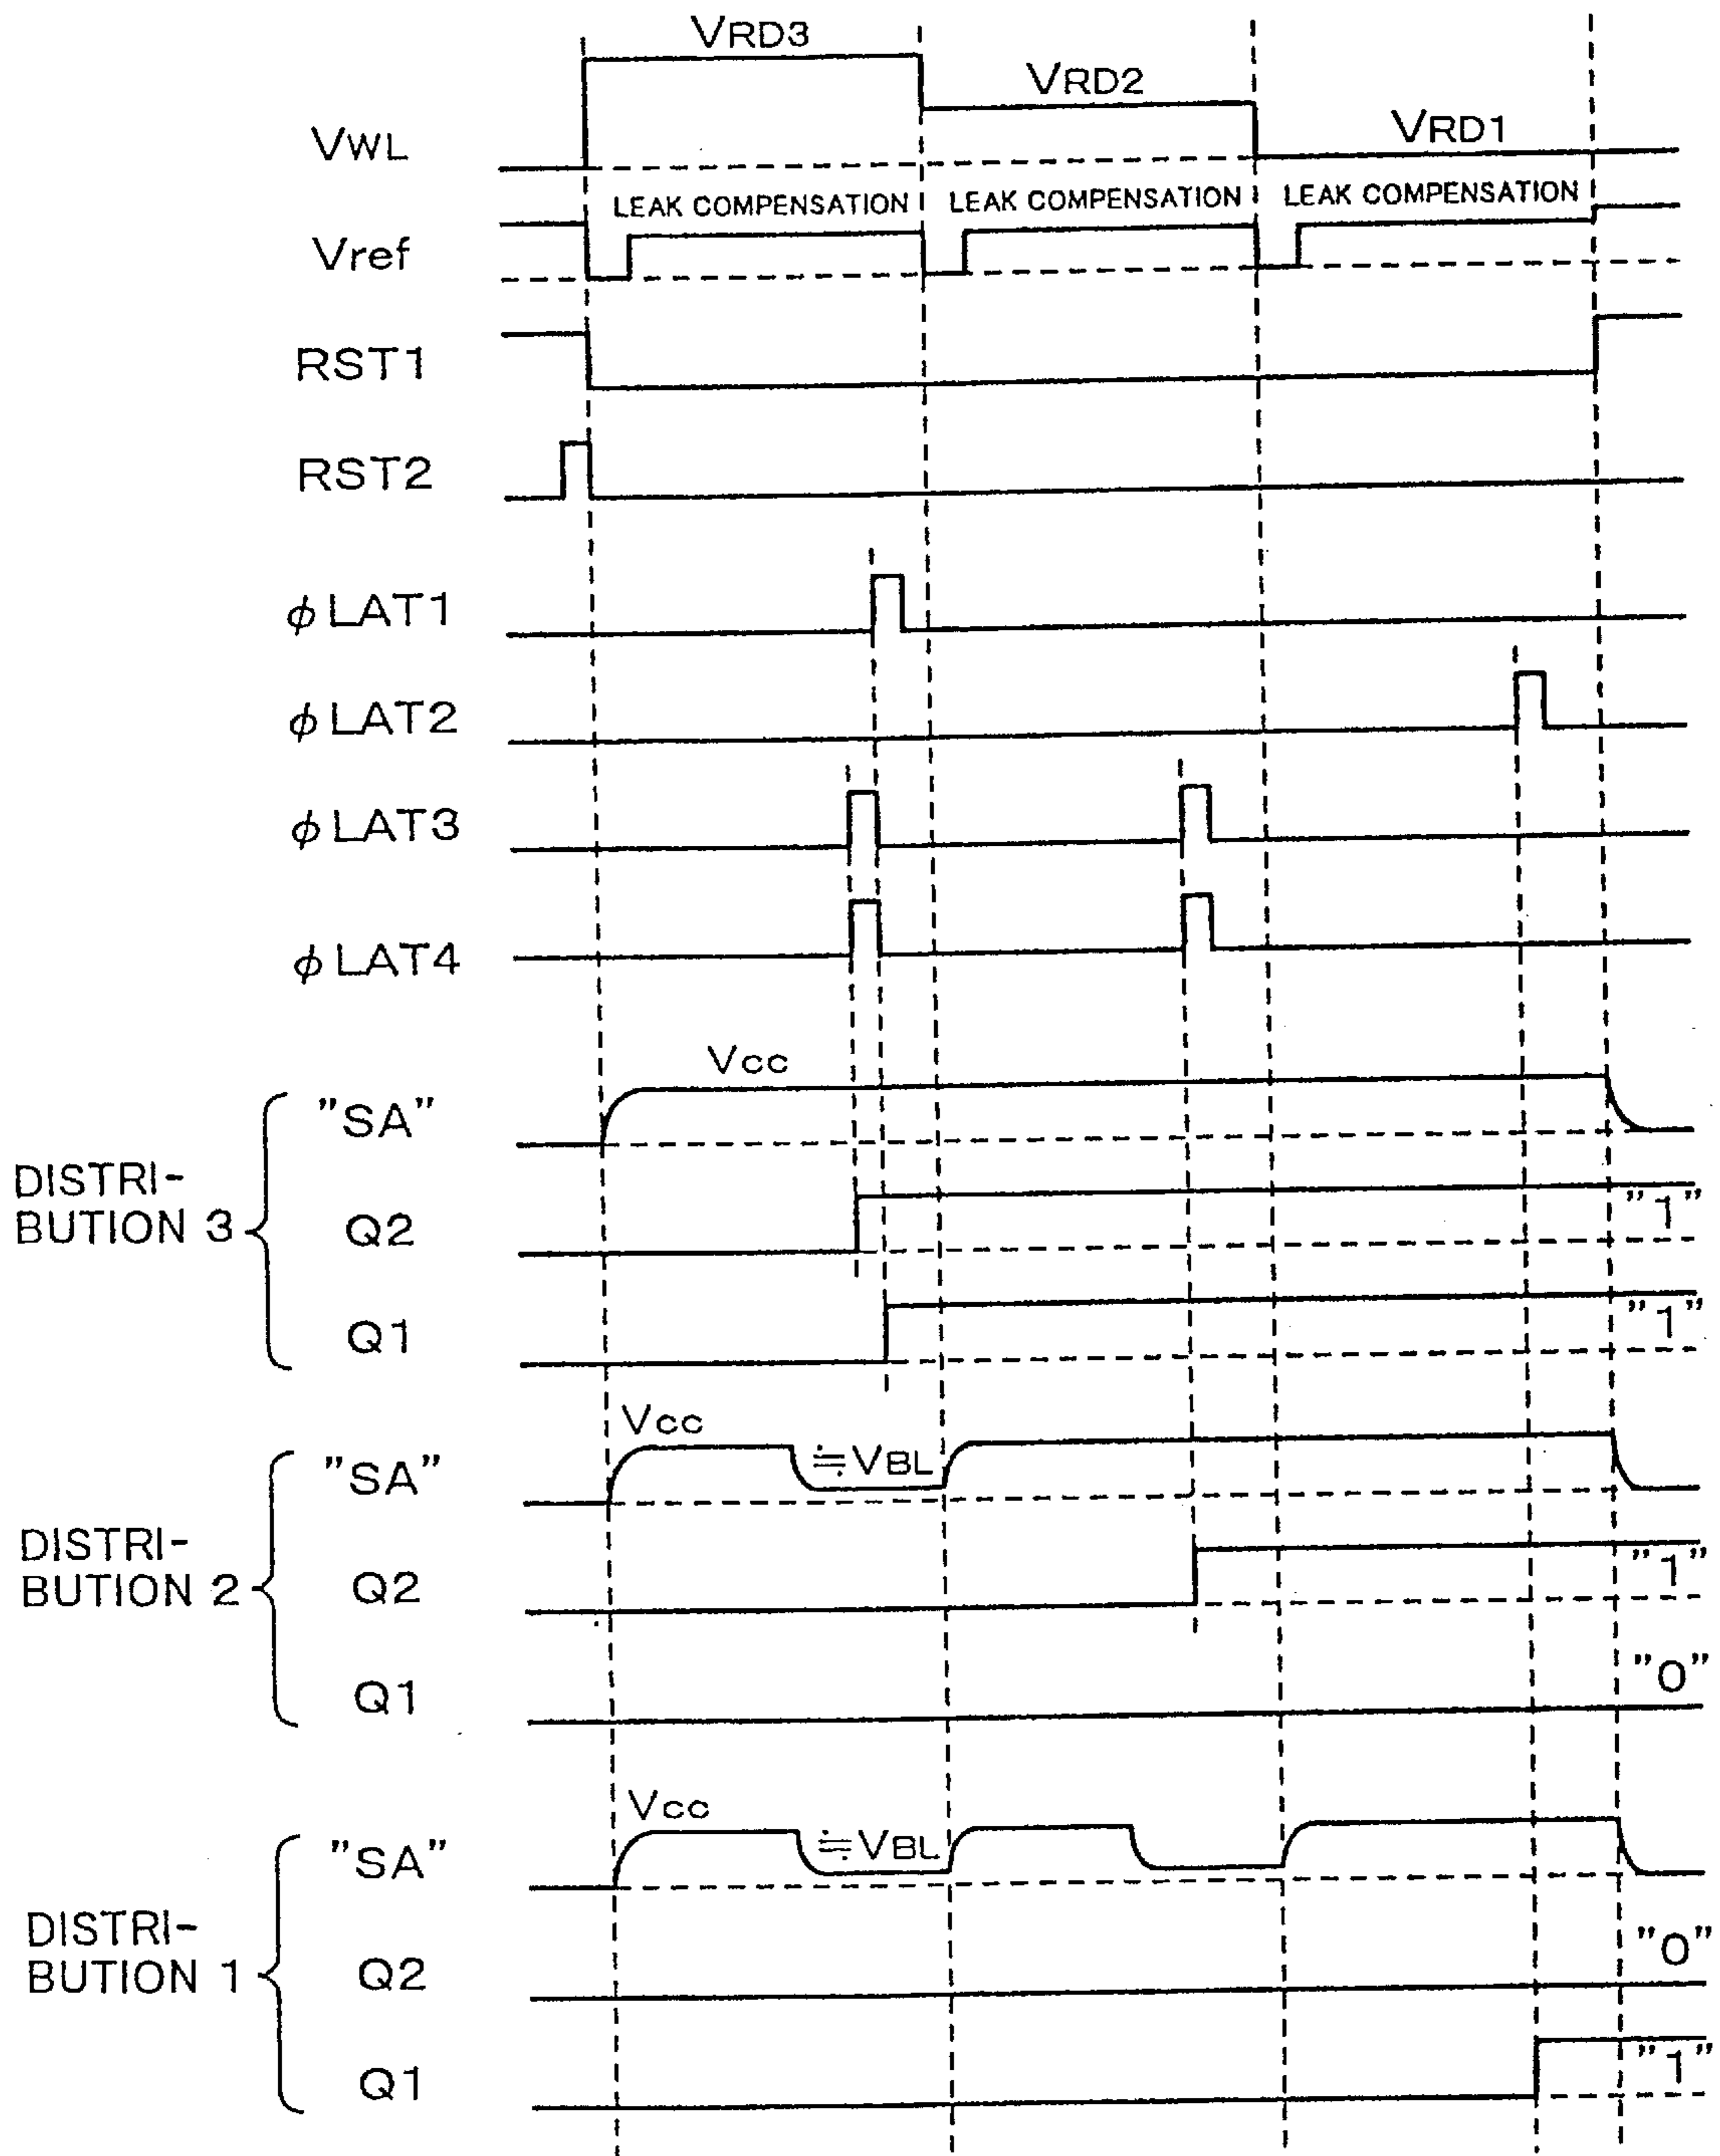 VRD3
VRD2
VRD1
VWL
LEAK COMPENSATION LEAK COMPENSATION LEAK COMPENSATION
Vref
RST1
RST2
φLAT1
φLAT2
φLAT3
φLAT4
Vcc
"SA"
DISTRI-
BUTION 3
Q2 "1"
Q1 "1"
Vcc
"SA" ≒VBL
DISTRI-
BUTION 2
Q2 "1"
Q1 "0"
Vcc
"SA" ≒VBL
DISTRI-
BUTION 1
Q2 "0"
Q1 "1"